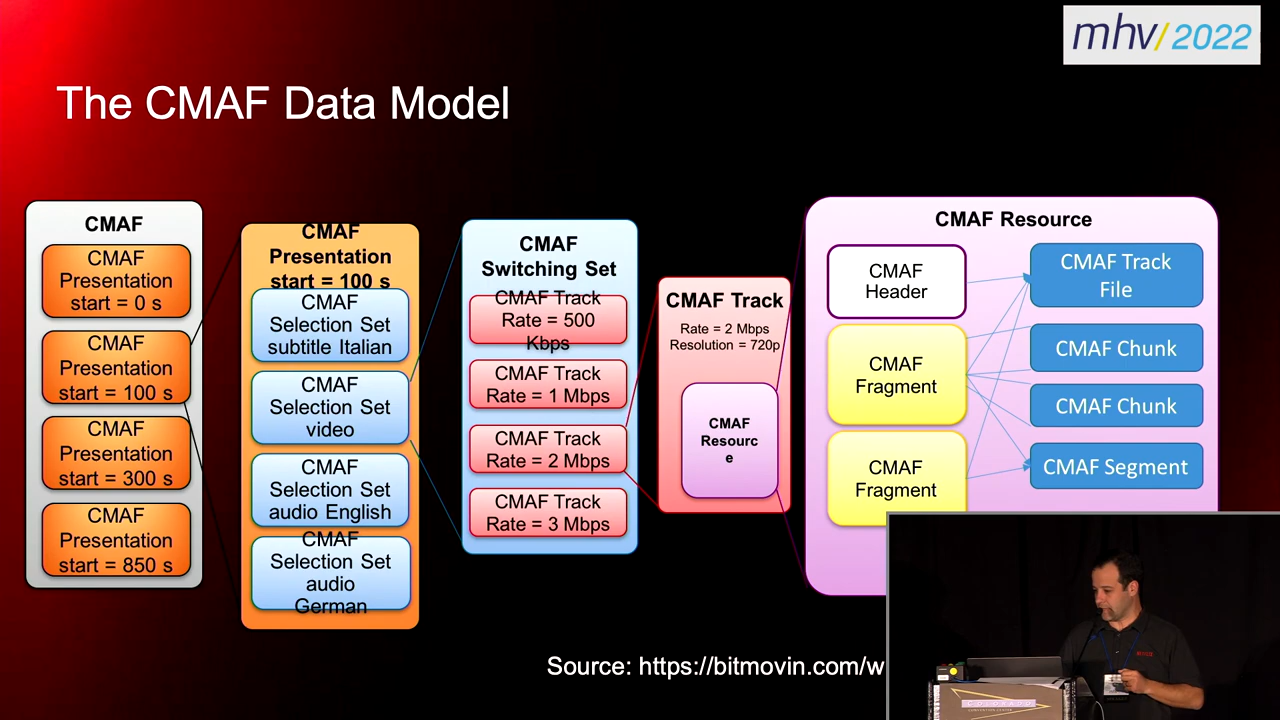 mhv/2022
The CMAF Data Model
CMAF
CMAF
Presentation
start = 0 s
CMAF
Presentation
start = 100 s
CMAF
Presentation
start = 300 s
CMAF
Presentation
start = 850 s
CMAF
Presentation
start = 100 s
CMAF
Selection Set
subtitle Italian
CMAF
Selection Set
video
CMAF
Selection Set
audio English
CMAF
Selection Set
audio
German
CMAF
Switching Set
CMAF Track
Rate = 500
Kbps
CMAF Track
Rate = 1 Mbps
CMAF Track
Rate = 2 Mbps
CMAF Track
Rate = 3 Mbps
CMAF Track
Rate = 2 Mbps
Resolution = 720p
CMAF
Resourc
e
CMAF Resource
CMAF
Header
CMAF
Fragment
CMAF
Fragment
CMAF Track
File
CMAF Chunk
CMAF Chunk
CMAF Segment
Source: https://bitmovin.com/w